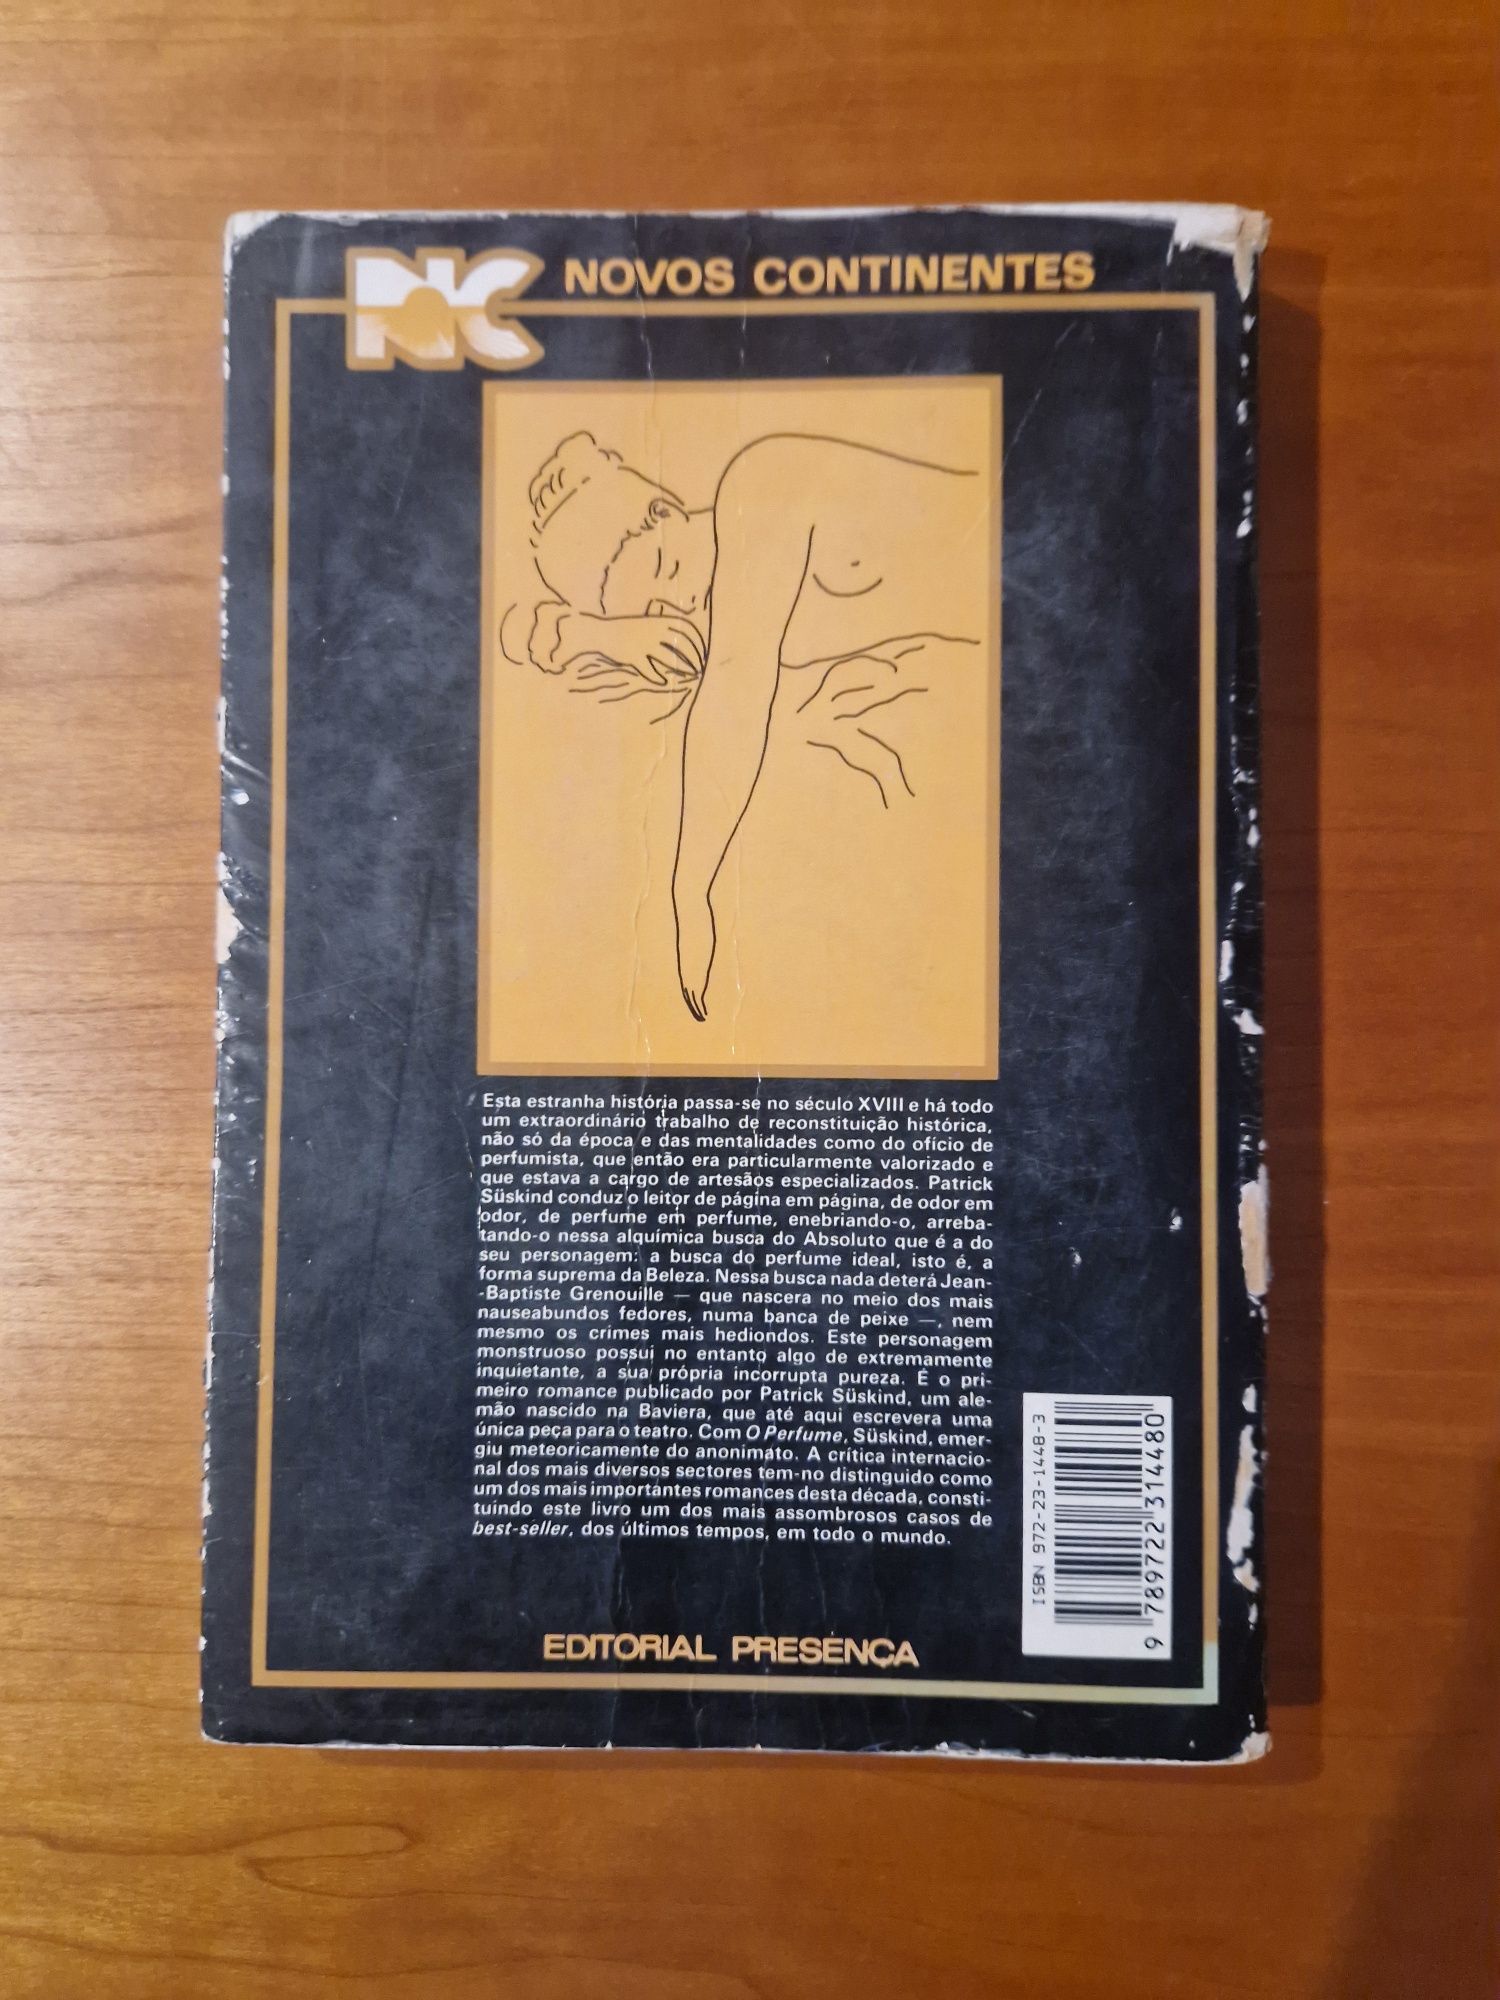 NC NOVOS CONTINENTES
Esta estranha história passa-se no século XVIII e há todo
um extraordinário trabalho de reconstituição histórica,
não só da época e das mentalidades como do ofício de
perfumista, que então era particularmente valorizado e
que estava a cargo de artesãos especializados. Patrick
Süskind conduz o leitor de página em página, de odor em
odor, de perfume em perfume, enebriando-o, arreba-
tando-o nessa alquímica busca do Absoluto que é a do
seu personagem: a busca do perfume ideal, isto é, a
forma suprema da Beleza. Nessa busca nada deterá Jean-
-Baptiste Grenouille — que nascera no meio dos mais
nauseabundos fedores, numa banca de peixe —, nem
mesmo os crimes mais hediondos. Este personagem
monstruoso possui no entanto algo de extremamente
inquietante, a sua própria incorrupta pureza. É o pri-
meiro romance publicado por Patrick Süskind, um ale-
mão nascido na Baviera, que até aqui escrevera uma
única peça para o teatro. Com O Perfume, Süskind, emer-
giu meteoricamente do anonimato. A crítica internacio-
nal dos mais diversos sectores tem-no distinguido como
um dos mais importantes romances desta década, consti-
tuindo este livro um dos mais assombrosos casos de
best-seller, dos últimos tempos, em todo o mundo.
ISBN 972-23-1448-3
9 789722 314480
EDITORIAL PRESENÇA